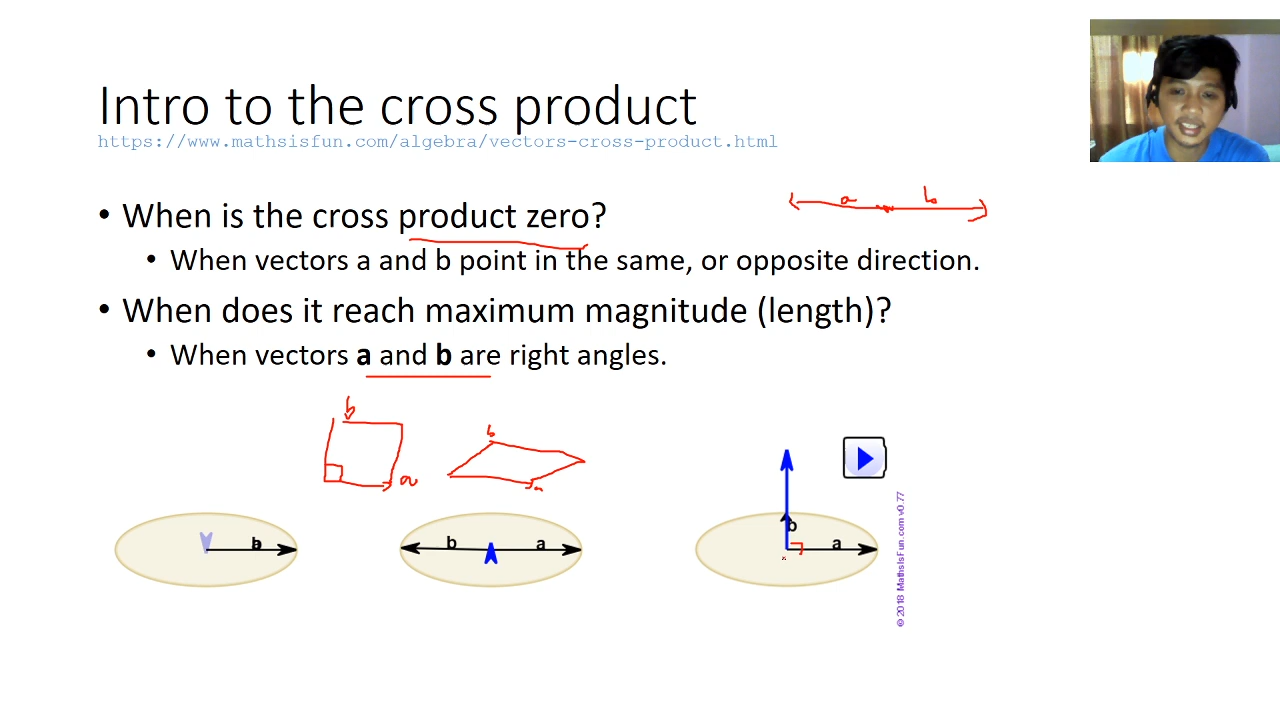 Intro to the cross product
https://www.mathsisfun.com/algebra/vectors-cross-product.html
a b
• When is the cross product zero?
• When vectors a and b point in the same, or opposite direction.
• When does it reach maximum magnitude (length)?
• When vectors a and b are right angles.
b
a
b
a
b
b a
b
a
© 2018 MathsIsFun.com v0.77